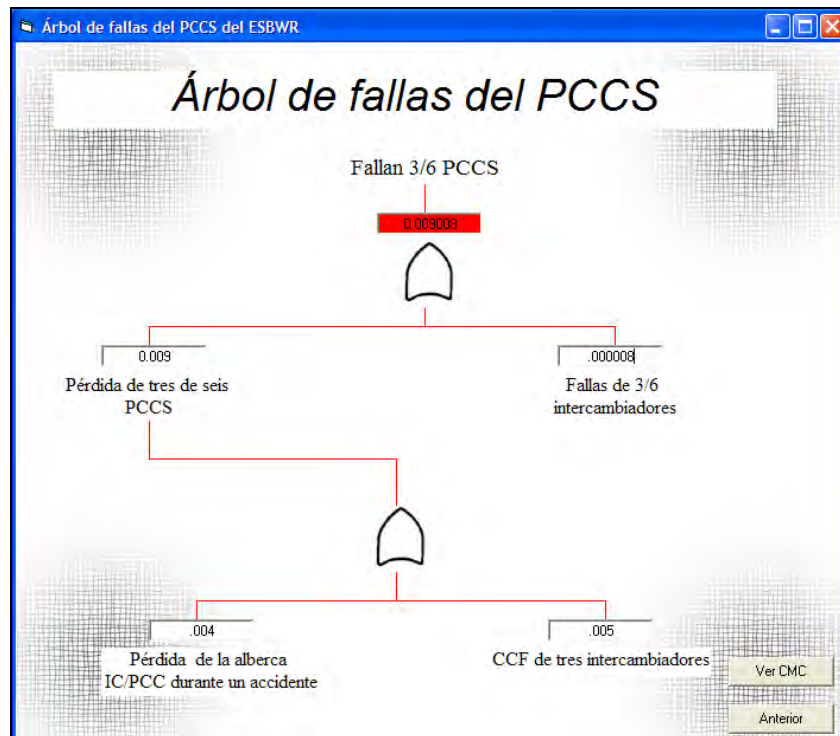 Árbol de fallas del PCCS del ESBWR
Árbol de fallas del PCCS
Fallan 3/6 PCCS
0.009008
0.009
.000008
Pérdida de tres de seis
PCCS
Fallas de 3/6
intercambiadores
.004
.005
Pérdida de la alberca
IC/PCC durante un accidente
CCF de tres intercambiadores
Ver CMC
Anterior